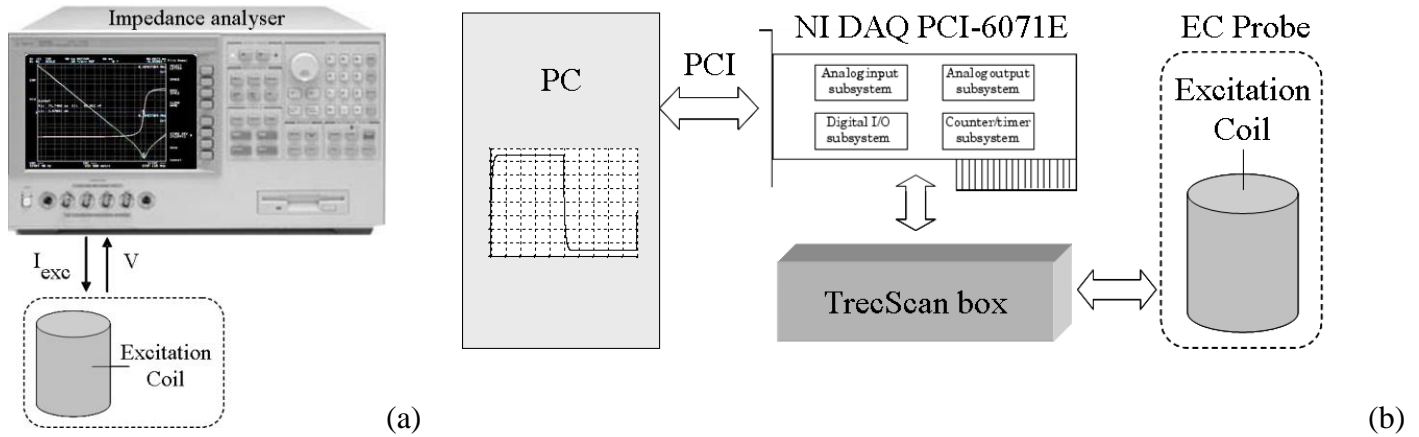 Impedance analyser
I_exc
V
Excitation
Coil
(a)
PC
PCI
NI DAQ PCI-6071E
Analog input
subsystem
Analog output
subsystem
Digital I/O
subsystem
Counter/timer
subsystem
TrecScan box
EC Probe
Excitation
Coil
(b)